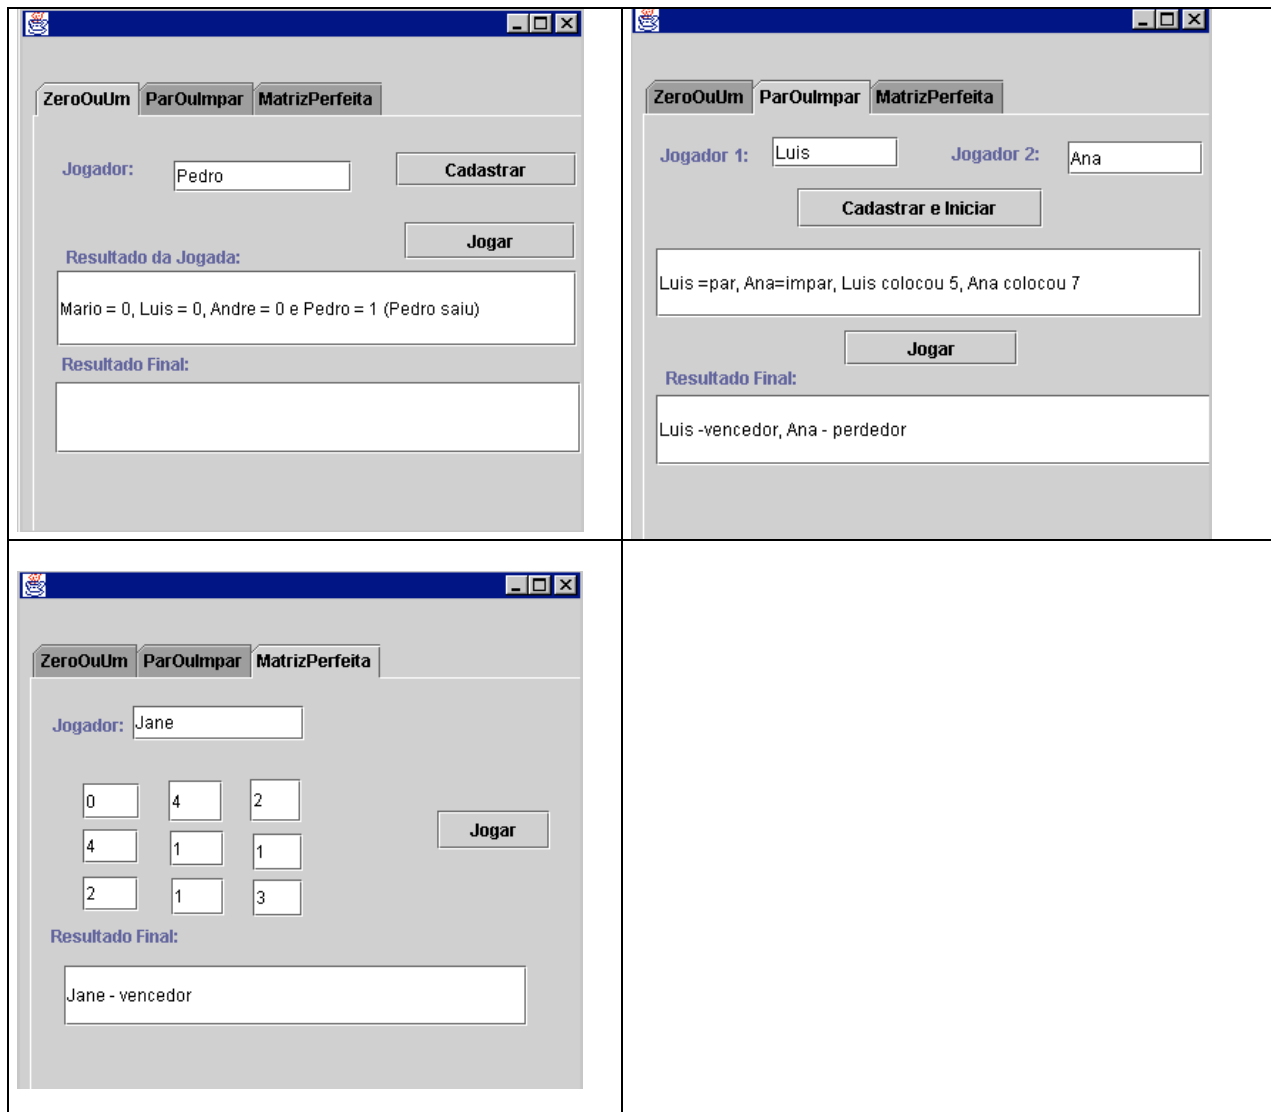 ZeroOuUm ParOuImpar MatrizPerfeita
Jogador: Pedro Cadastrar
Jogar
Resultado da Jogada:
Mario = 0, Luis = 0, Andre = 0 e Pedro = 1 (Pedro saiu)
Resultado Final:
ZeroOuUm ParOuImpar MatrizPerfeita
Jogador 1: Luis Jogador 2: Ana
Cadastrar e Iniciar
Luis =par, Ana=impar, Luis colocou 5, Ana colocou 7
Jogar
Resultado Final:
Luis -vencedor, Ana - perdedor
ZeroOuUm ParOuImpar MatrizPerfeita
Jogador: Jane
0 4 2
Jogar
4 1 1
2 1 3
Resultado Final:
Jane - vencedor